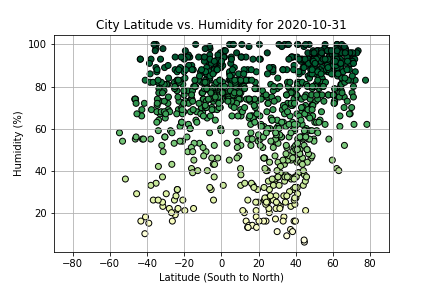 City Latitude vs. Humidity for 2020-10-31
Humidity (%)
100
80
60
40
20
−80 −60 −40 −20 0 20 40 60 80
Latitude (South to North)